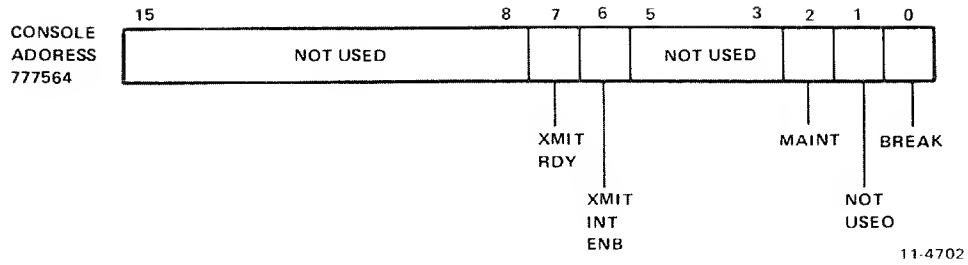 15 8 7 6 5 3 2 1 0
CONSOLE
ADORESS
777564
NOT USED
NOT USED
XMIT
RDY
MAINT
BREAK
XMIT
INT
ENB
NOT
USEO
11-4702